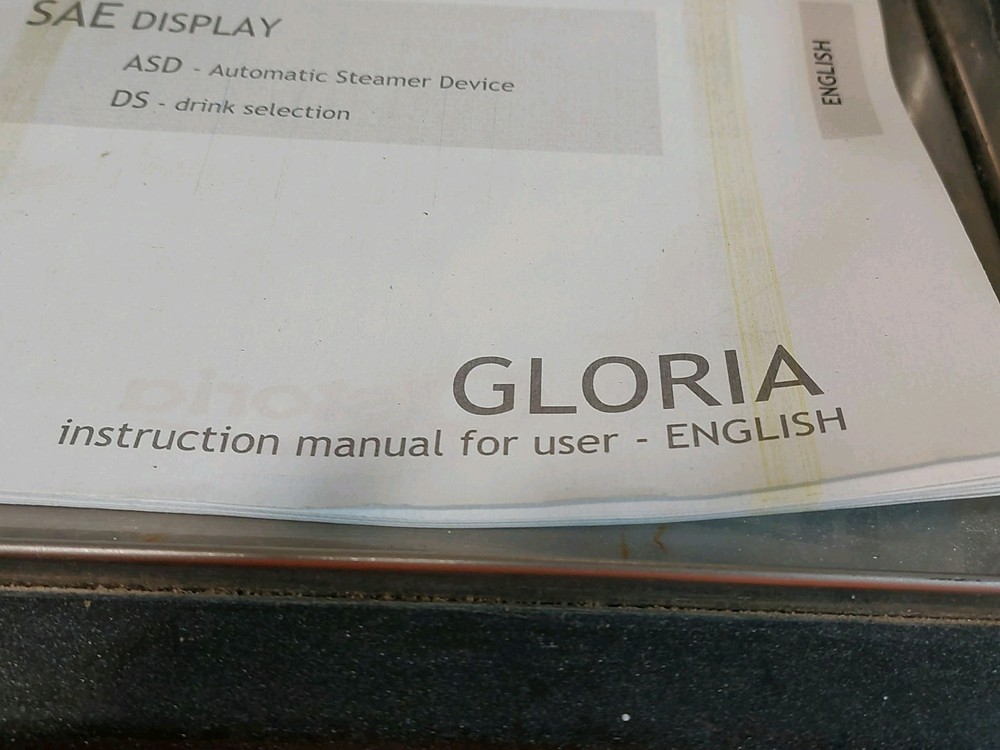 SAE DISPLAY
ASD - Automatic Steamer Device
DS - drink selection
ENGLISH
GLORIA
instruction manual for user - ENGLISH